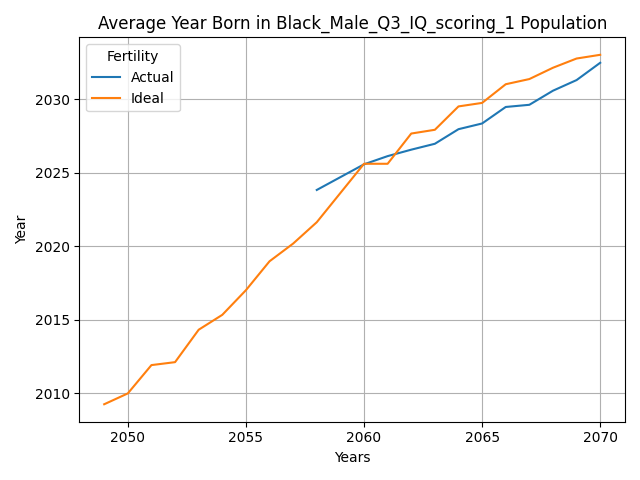 Average Year Born in Black_Male_Q3_IQ_scoring_1 Population
Fertility
Actual
Ideal
2030
2025
2020
2015
2010
Year
2050 2055 2060 2065 2070
Years